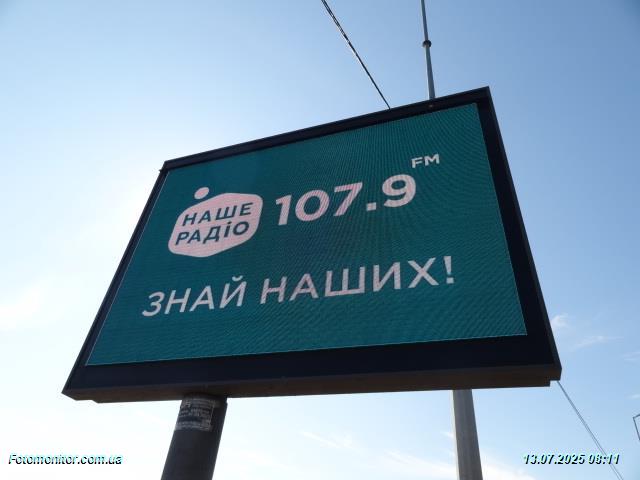 НАШЕ
РАДІО
107.9 FM
ЗНАЙ НАШИХ!
Fotomonitor.com.ua
13.07.2025 08:11